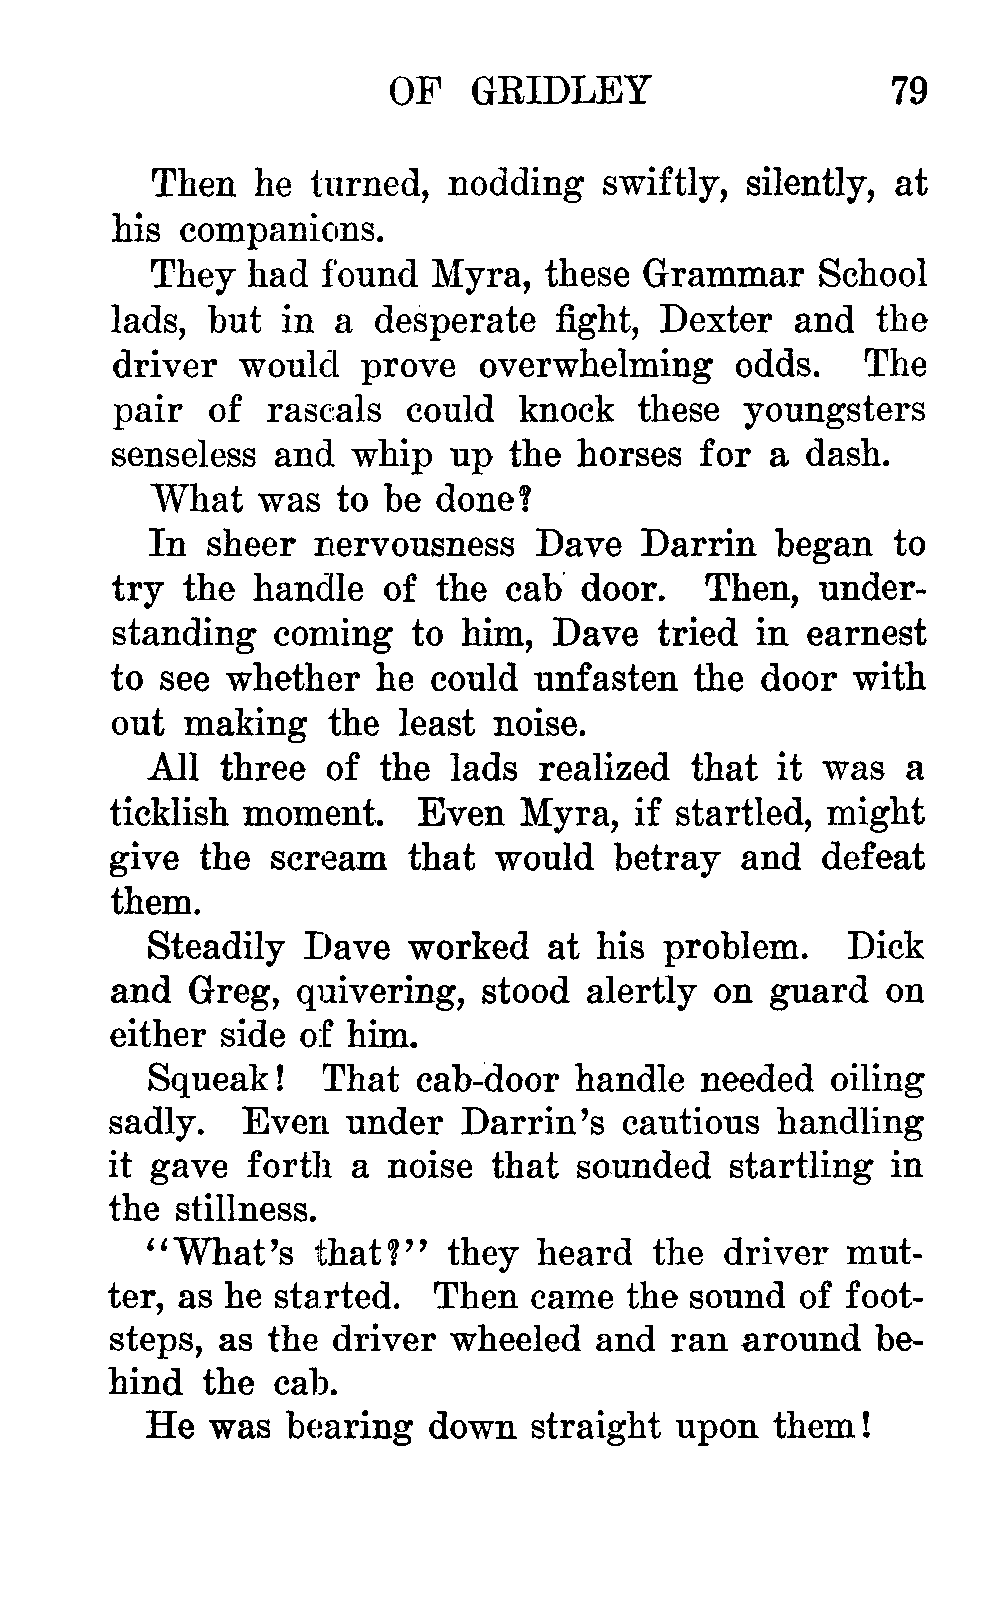 OF GRIDLEY 79
Then he turned, nodding swiftly, silently, at
his companions.
They had found Myra, these Grammar School
lads, but in a desperate fight, Dexter and the
driver would prove overwhelming odds. The
pair of rascals could knock these youngsters
senseless and whip up the horses for a dash.
What was to be done?
In sheer nervousness Dave Darrin began to
try the handle of the cab door. Then, under-
standing coming to him, Dave tried in earnest
to see whether he could unfasten the door with
out making the least noise.
All three of the lads realized that it was a
ticklish moment. Even Myra, if startled, might
give the scream that would betray and defeat
them.
Steadily Dave worked at his problem. Dick
and Greg, quivering, stood alertly on guard on
either side of him.
Squeak! That cab-door handle needed oiling
sadly. Even under Darrin's cautious handling
it gave forth a noise that sounded startling in
the stillness.
“What's that?” they heard the driver mut-
ter, as he started. Then came the sound of foot-
steps, as the driver wheeled and ran around be-
hind the cab.
He was bearing down straight upon them!